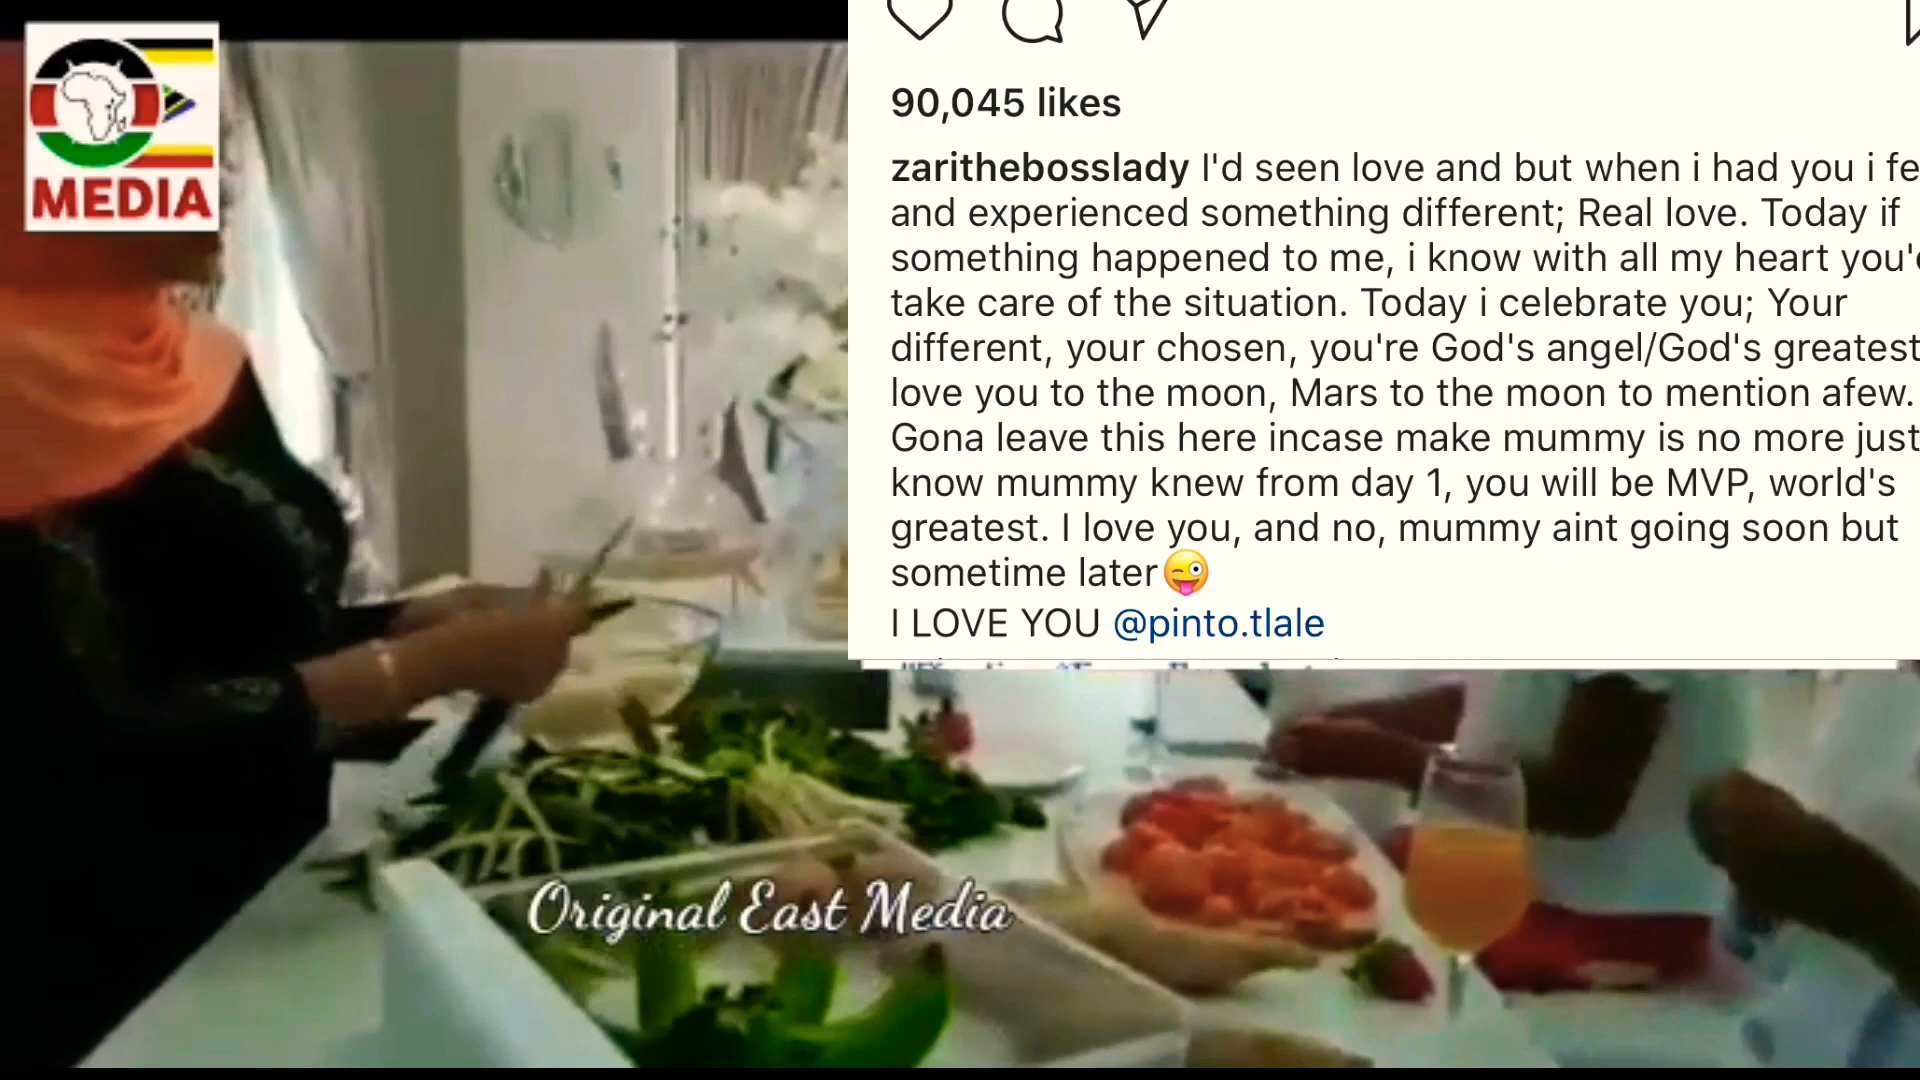 MEDIA
90,045 likes
zarithebosslady I'd seen love and but when i had you i
and experienced something different; Real love. Today if
something happened to me, i know with all my heart
take care of the situation. Today i celebrate you; Your
different, your chosen, you're God's angel/God's greatest
love you to the moon, Mars to the moon to mention afew.
Gona leave this here incase make mummy is no more just
know mummy knew from day 1, you will be MVP, world's
greatest. I love you, and no, mummy aint going soon but
sometime later😜
I LOVE YOU @pinto.tlale
Original East Media